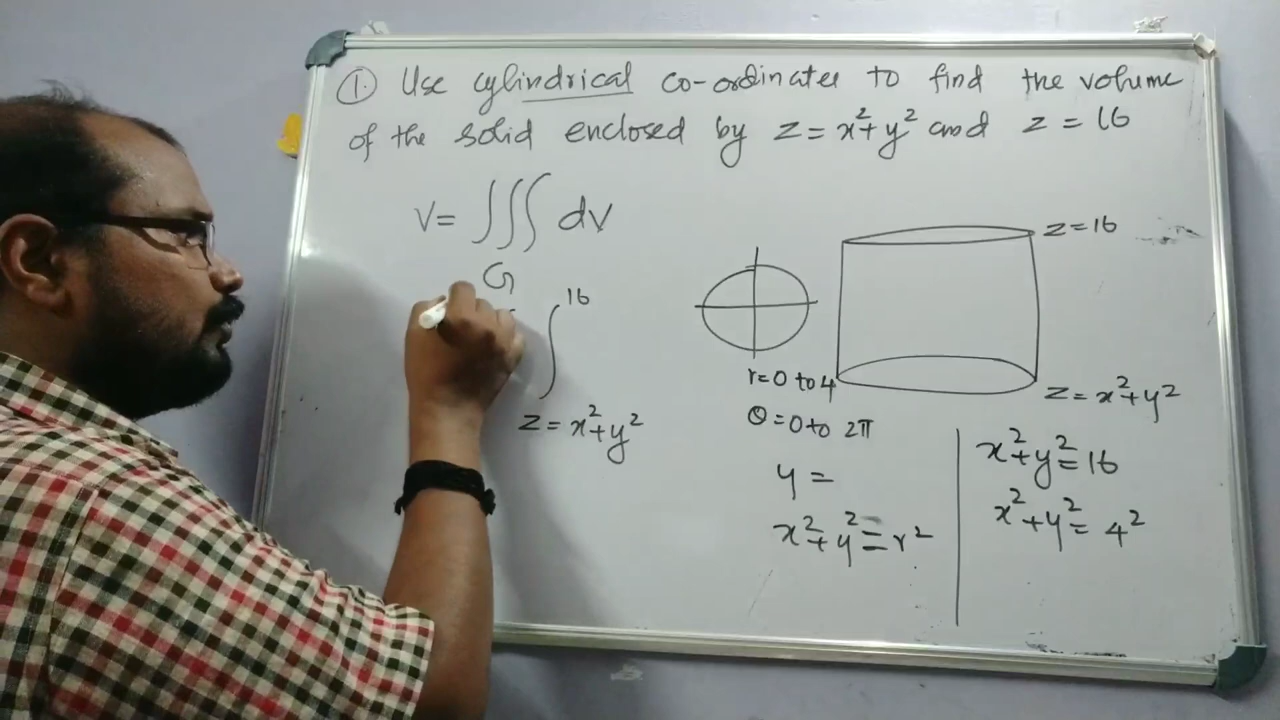 ①. Use cylindrical co-ordinates to find the volume
of the solid enclosed by z = x²+y² and z = 16
V= ∫∫∫ dV
G
∫ 16
z = x²+y²
z=16
z= x²+y²
r=0 to 4
θ=0 to 2π
y =
x²+y²=r²
x²+y²=16
x²+y²= 4²